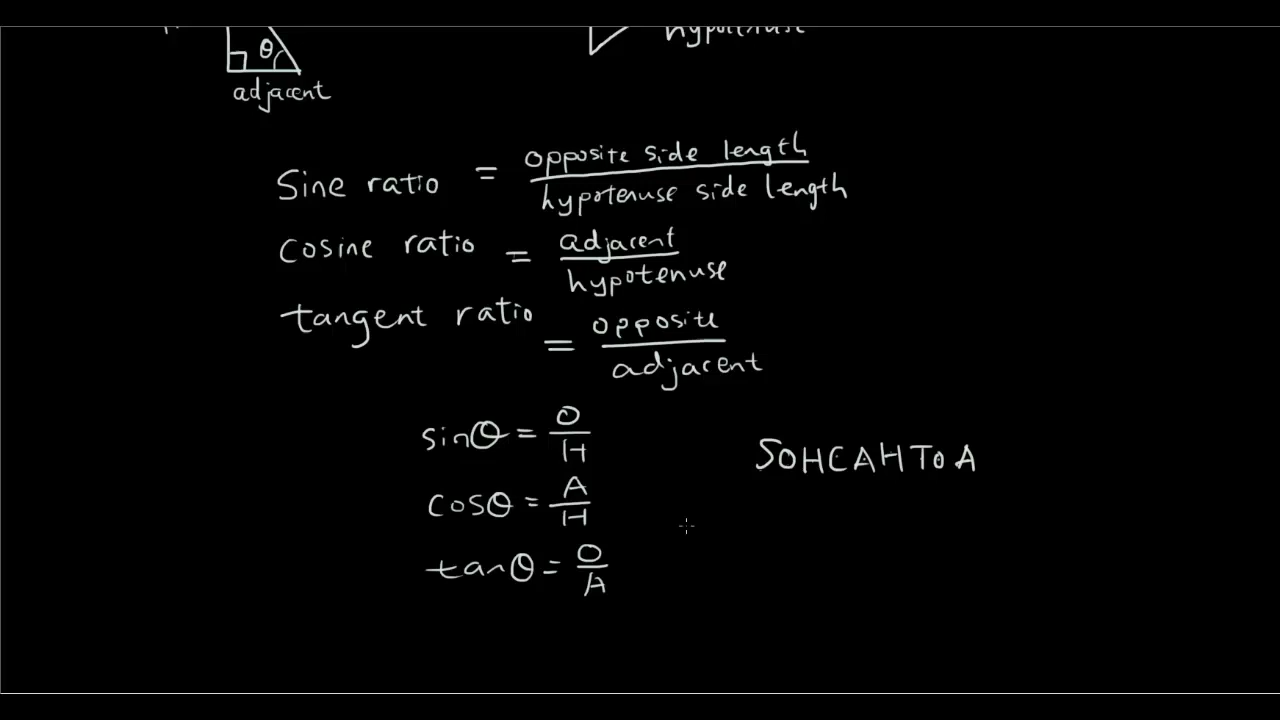 θ
adjacent
hypotenuse
Sine ratio = opposite side length / hypotenuse side length
cosine ratio = adjacent / hypotenuse
tangent ratio = opposite / adjacent
sinθ = O/H
cosθ = A/H
tanθ = O/A
SOHCAHTOA